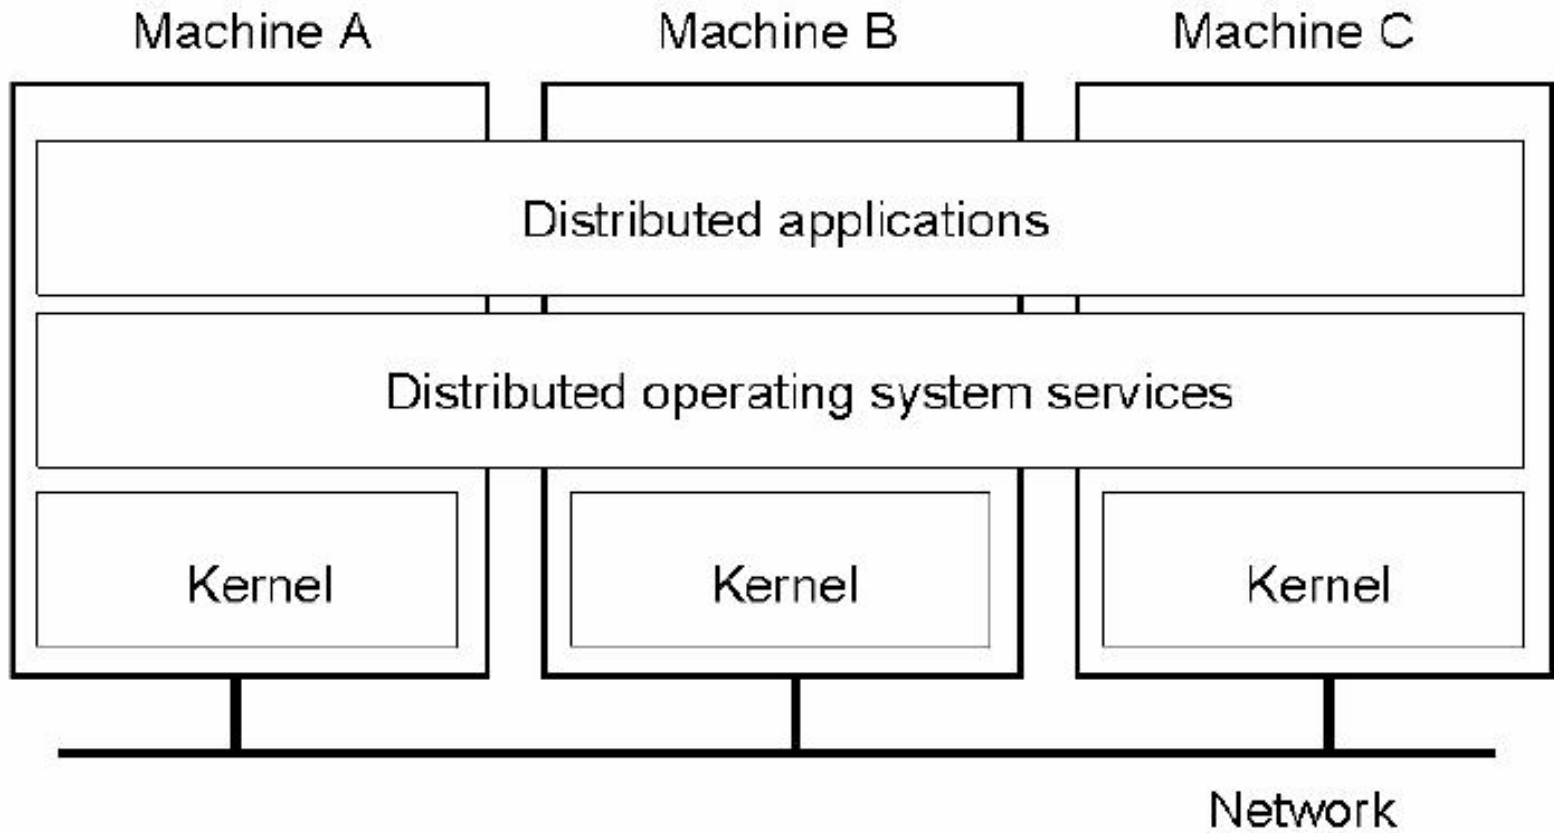 Machine A
Machine B
Machine C
Distributed applications
Distributed operating system services
Kernel
Kernel
Kernel
Network